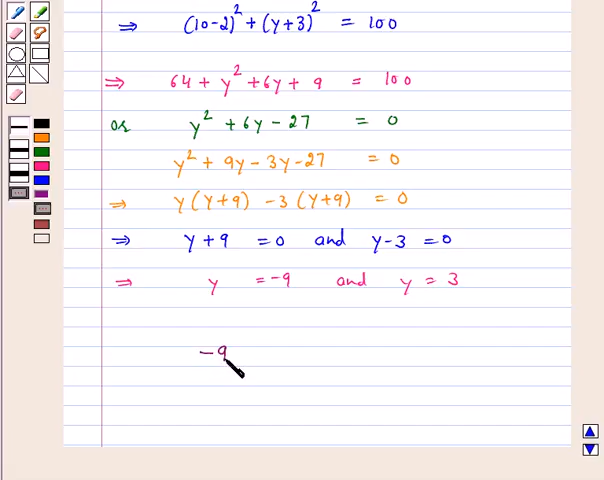 ⇒ (10-2)² + (y+3)² = 100
⇒ 64 + y² + 6y + 9 = 100
or y² + 6y - 27 = 0
y² + 9y - 3y - 27 = 0
⇒ y(y+9) - 3(y+9) = 0
⇒ y+9 = 0 and y-3 = 0
⇒ y = -9 and y = 3
-9